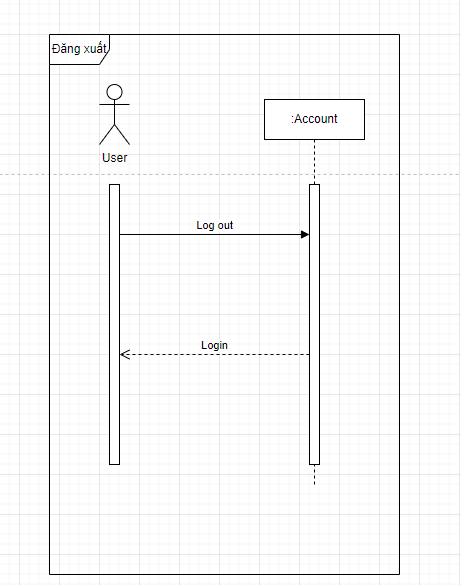 Đăng xuất
User
:Account
Log out
Login